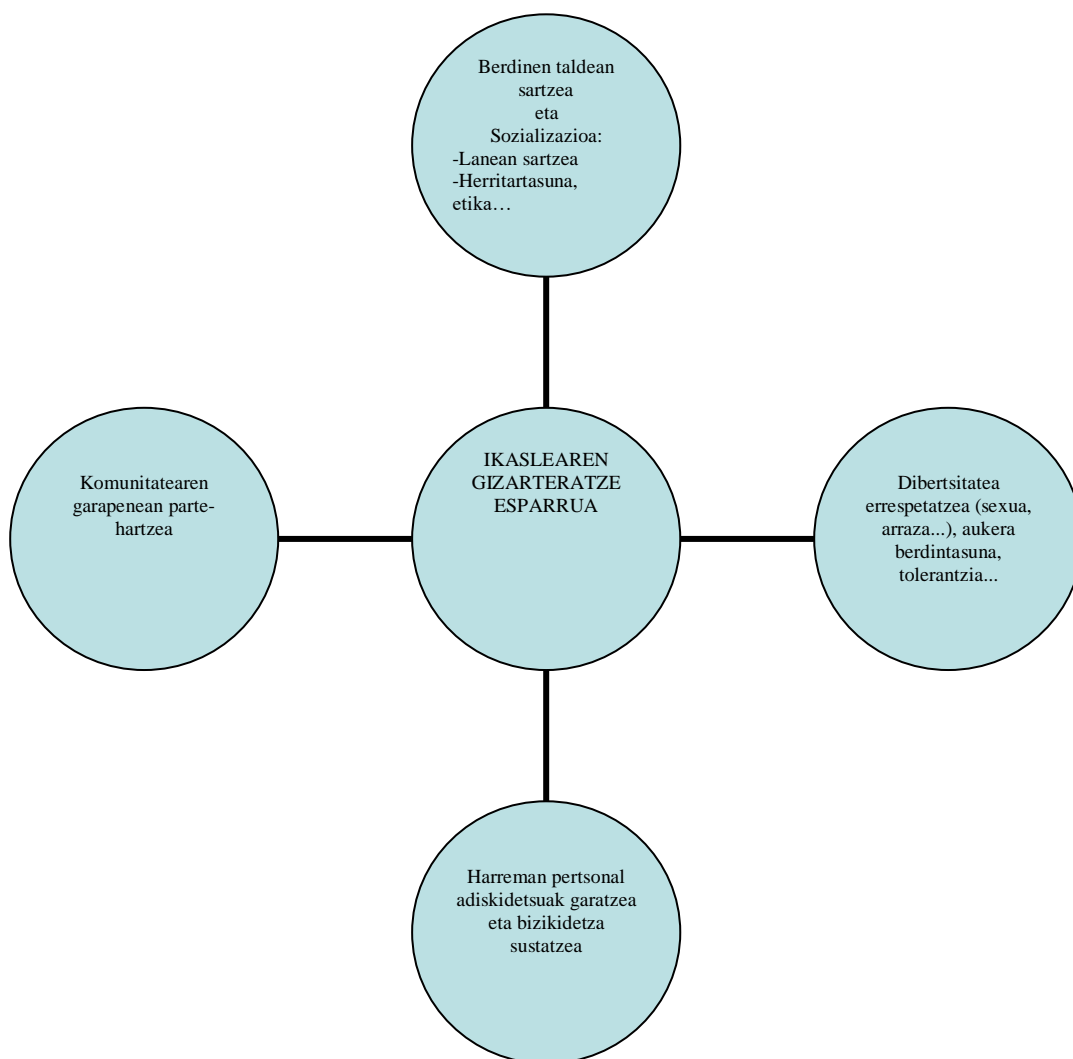 Berdinen taldean
sartzea
eta
Sozializazioa:
-Lanean sartzea
-Herritartasuna,
etika…
Komunitatearen
garapenean parte-
hartzea
IKASLEAREN
GIZARTERATZE
ESPARRUA
Dibertsitatea
errespetatzea (sexua,
arraza...), aukera
berdintasuna,
tolerantzia...
Harreman pertsonal
adiskidetsuak garatzea
eta bizikidetza
sustatzea